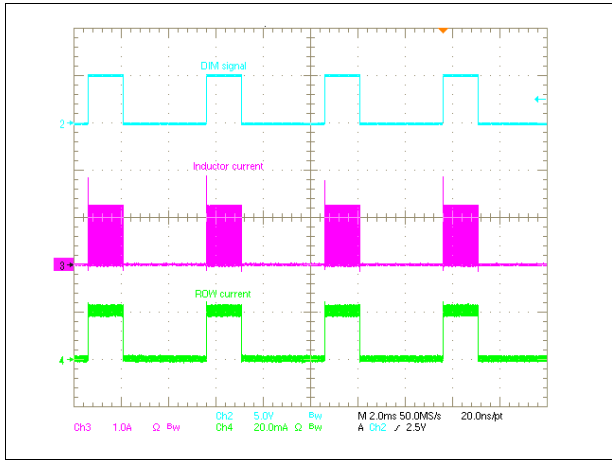 DIM signal
2
Inductor current
3
ROW current
4
Ch2 5.0V Bw M 2.0ms 50.0MS/s 20.0ns/pt
Ch3 1.0A Ω Bw Ch4 20.0mA Ω Bw A Ch2 / 2.5V